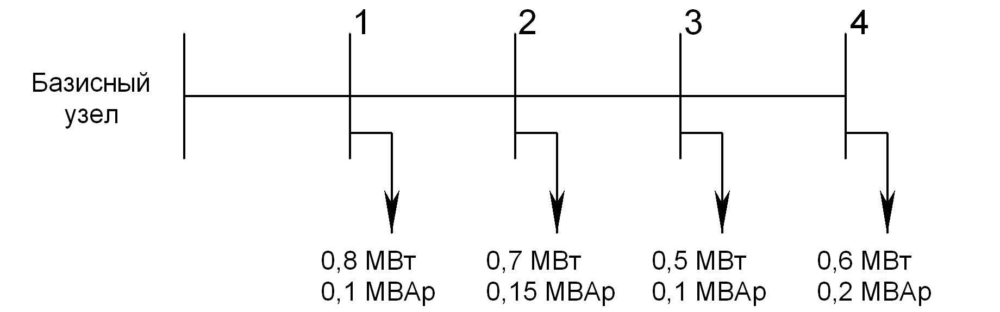 1 2 3 4
Базисный
узел
0,8 МВт 0,7 МВт 0,5 МВт 0,6 МВт
0,1 МВАр 0,15 МВАр 0,1 МВАр 0,2 МВАр